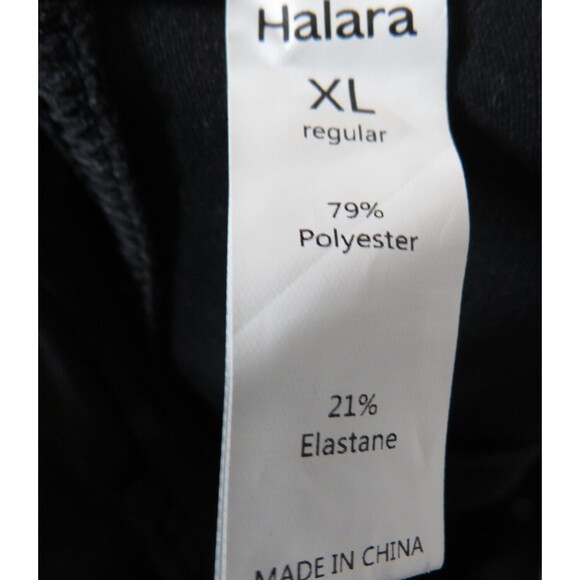 Halara
XL
regular
79%
Polyester
21%
Elastane
MADE IN CHINA